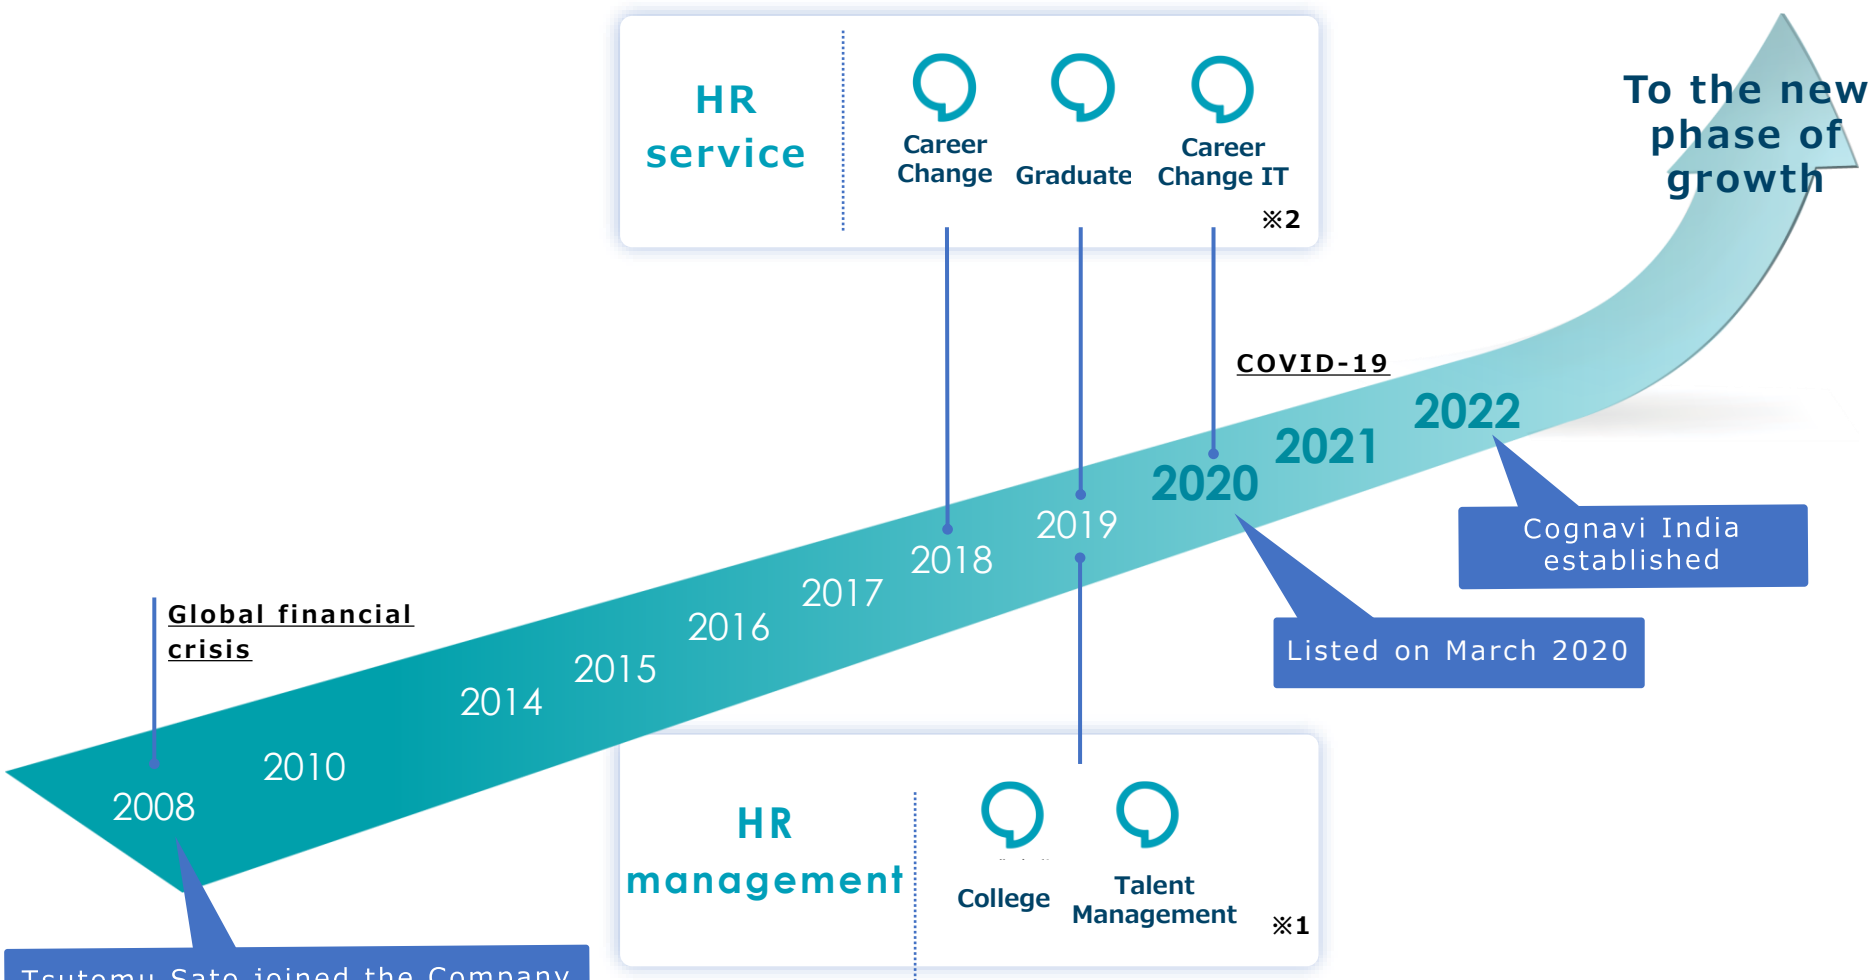 HR
service
Career
Change
Graduate
Career
Change IT
※2
To the new
phase of
growth
COVID-19
2022
2021
2020
2019
2018
2017
2016
2015
2014
2010
2008
Global financial
crisis
Cognavi India
established
Listed on March 2020
HR
management
College
Talent
Management
※1
Tsutomu Sato joined the Company